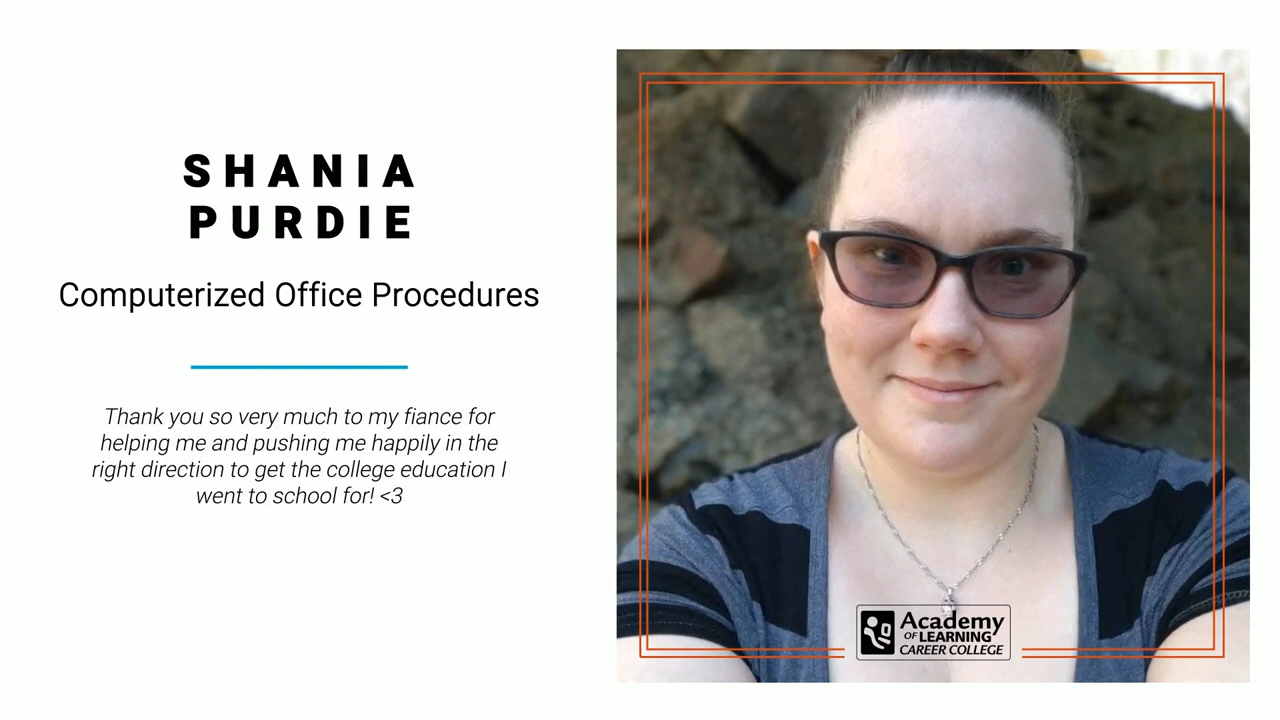 SHANIA
PURDIE
Computerized Office Procedures
Thank you so very much to my fiance for
helping me and pushing me happily in the
right direction to get the college education I
went to school for! <3
Academy
OF LEARNING
CAREER COLLEGE